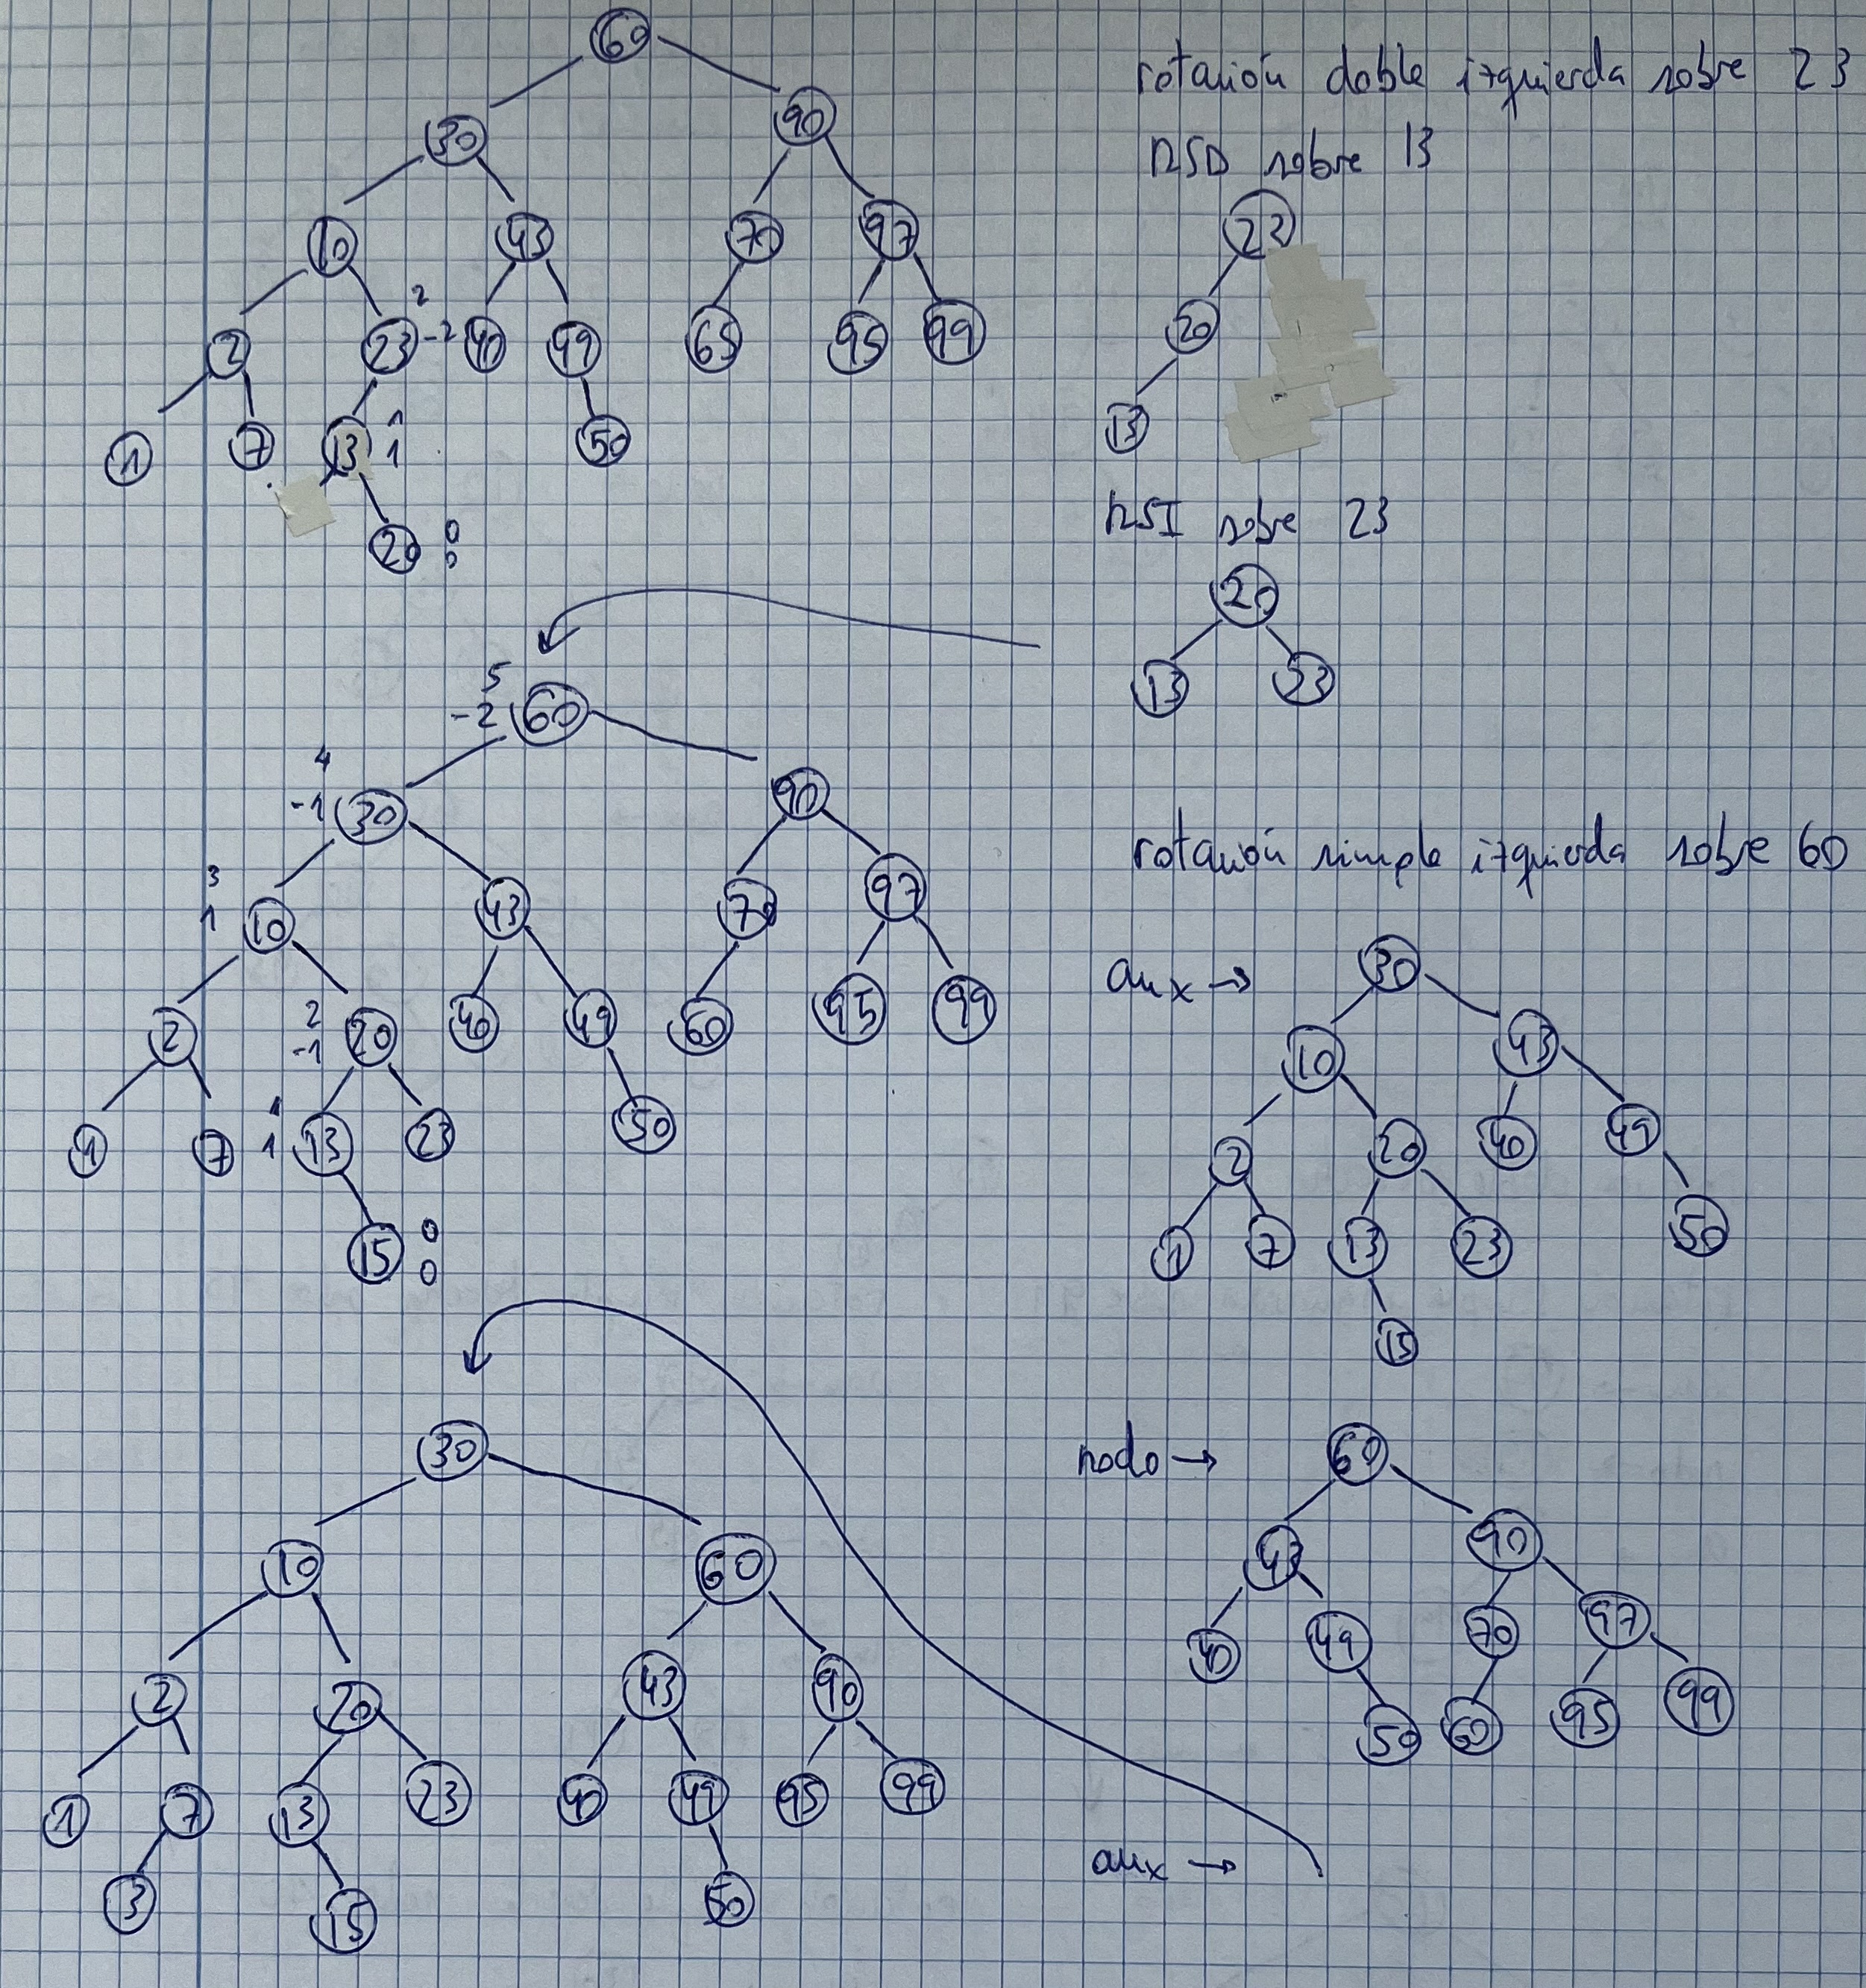 60
30 90
10 43 70 97
2 23 2 -2 40 49 65 95 99
1 7 13 1 1 50
20 0 0
rotación doble izquierda sobre 23
RSD sobre 13
23
20
13
RSI sobre 23
20
13 23
5
-2 60
4
-1 30 90
3
1 10 43 70 97
2 2 -1 20 40 49 60 95 99
1 7 1 1 13 23 50
15 0 0
rotación simple izquierda sobre 60
aux → 30
10 43
2 20 40 49
1 7 13 23 50
15
30
10 60
2 20 43 90
1 7 13 23 40 49 95 99
3 15 50
nodo → 60
43 90
40 49 70 97
50 60 95 99
aux →